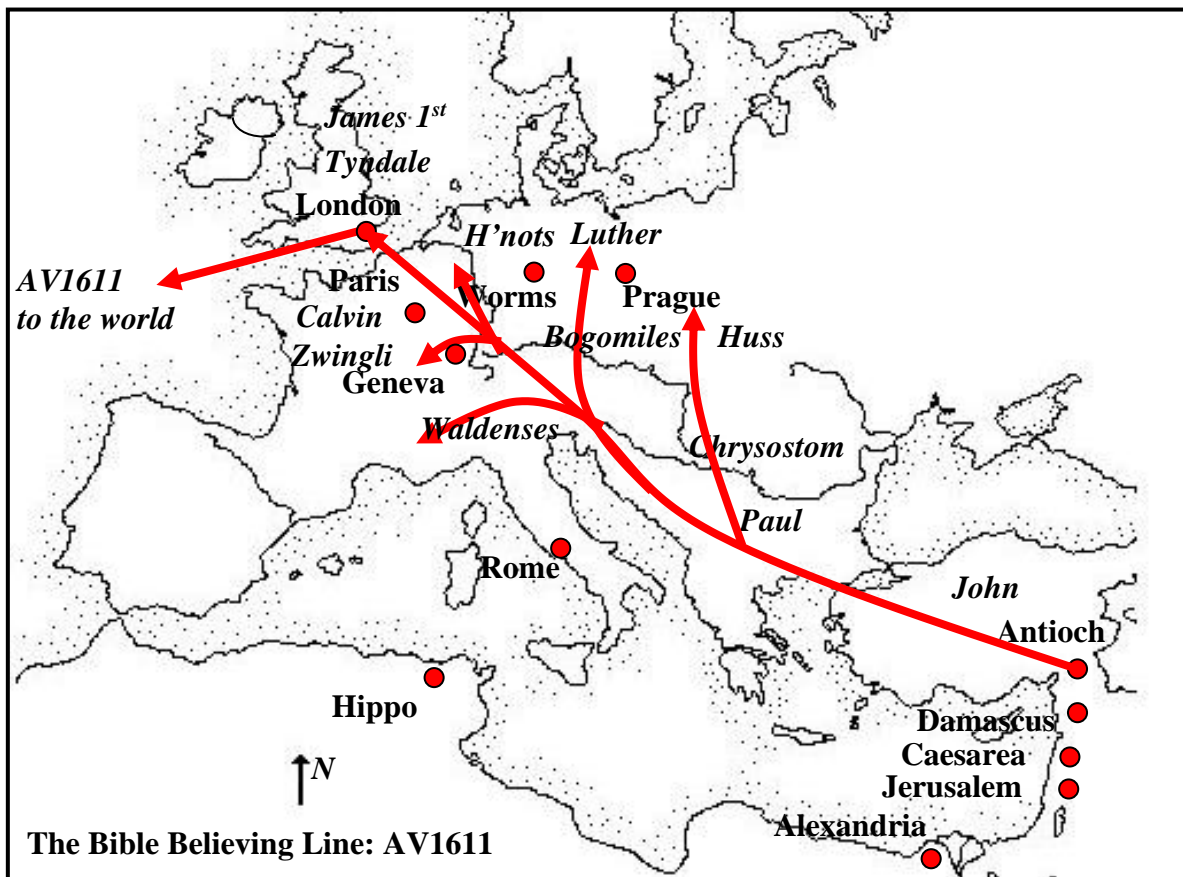 James 1st
Tyndale
London
H'nots Luther
AV1611
to the world
Paris
Worms
Prague
Calvin
Bogomiles
Huss
Zwingli
Geneva
Waldenses
Chrysostom
Paul
Rome
John
Antioch
Hippo
Damascus
Caesarea
N
Jerusalem
Alexandria
The Bible Believing Line: AV1611